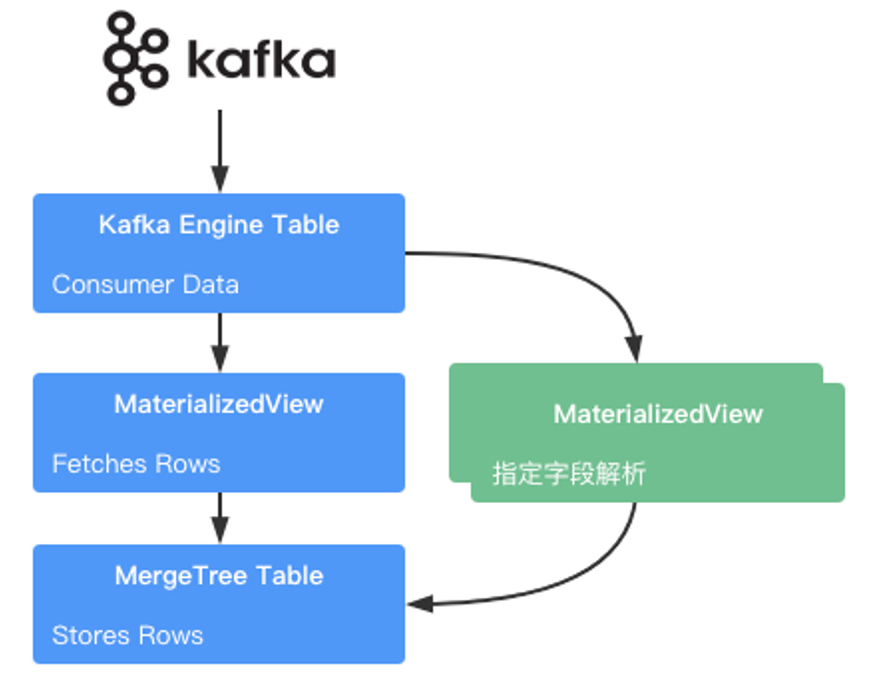 kafka
Kafka Engine Table
Consumer Data
MaterializedView
Fetches Rows
MaterializedView
指定字段解析
MergeTree Table
Stores Rows